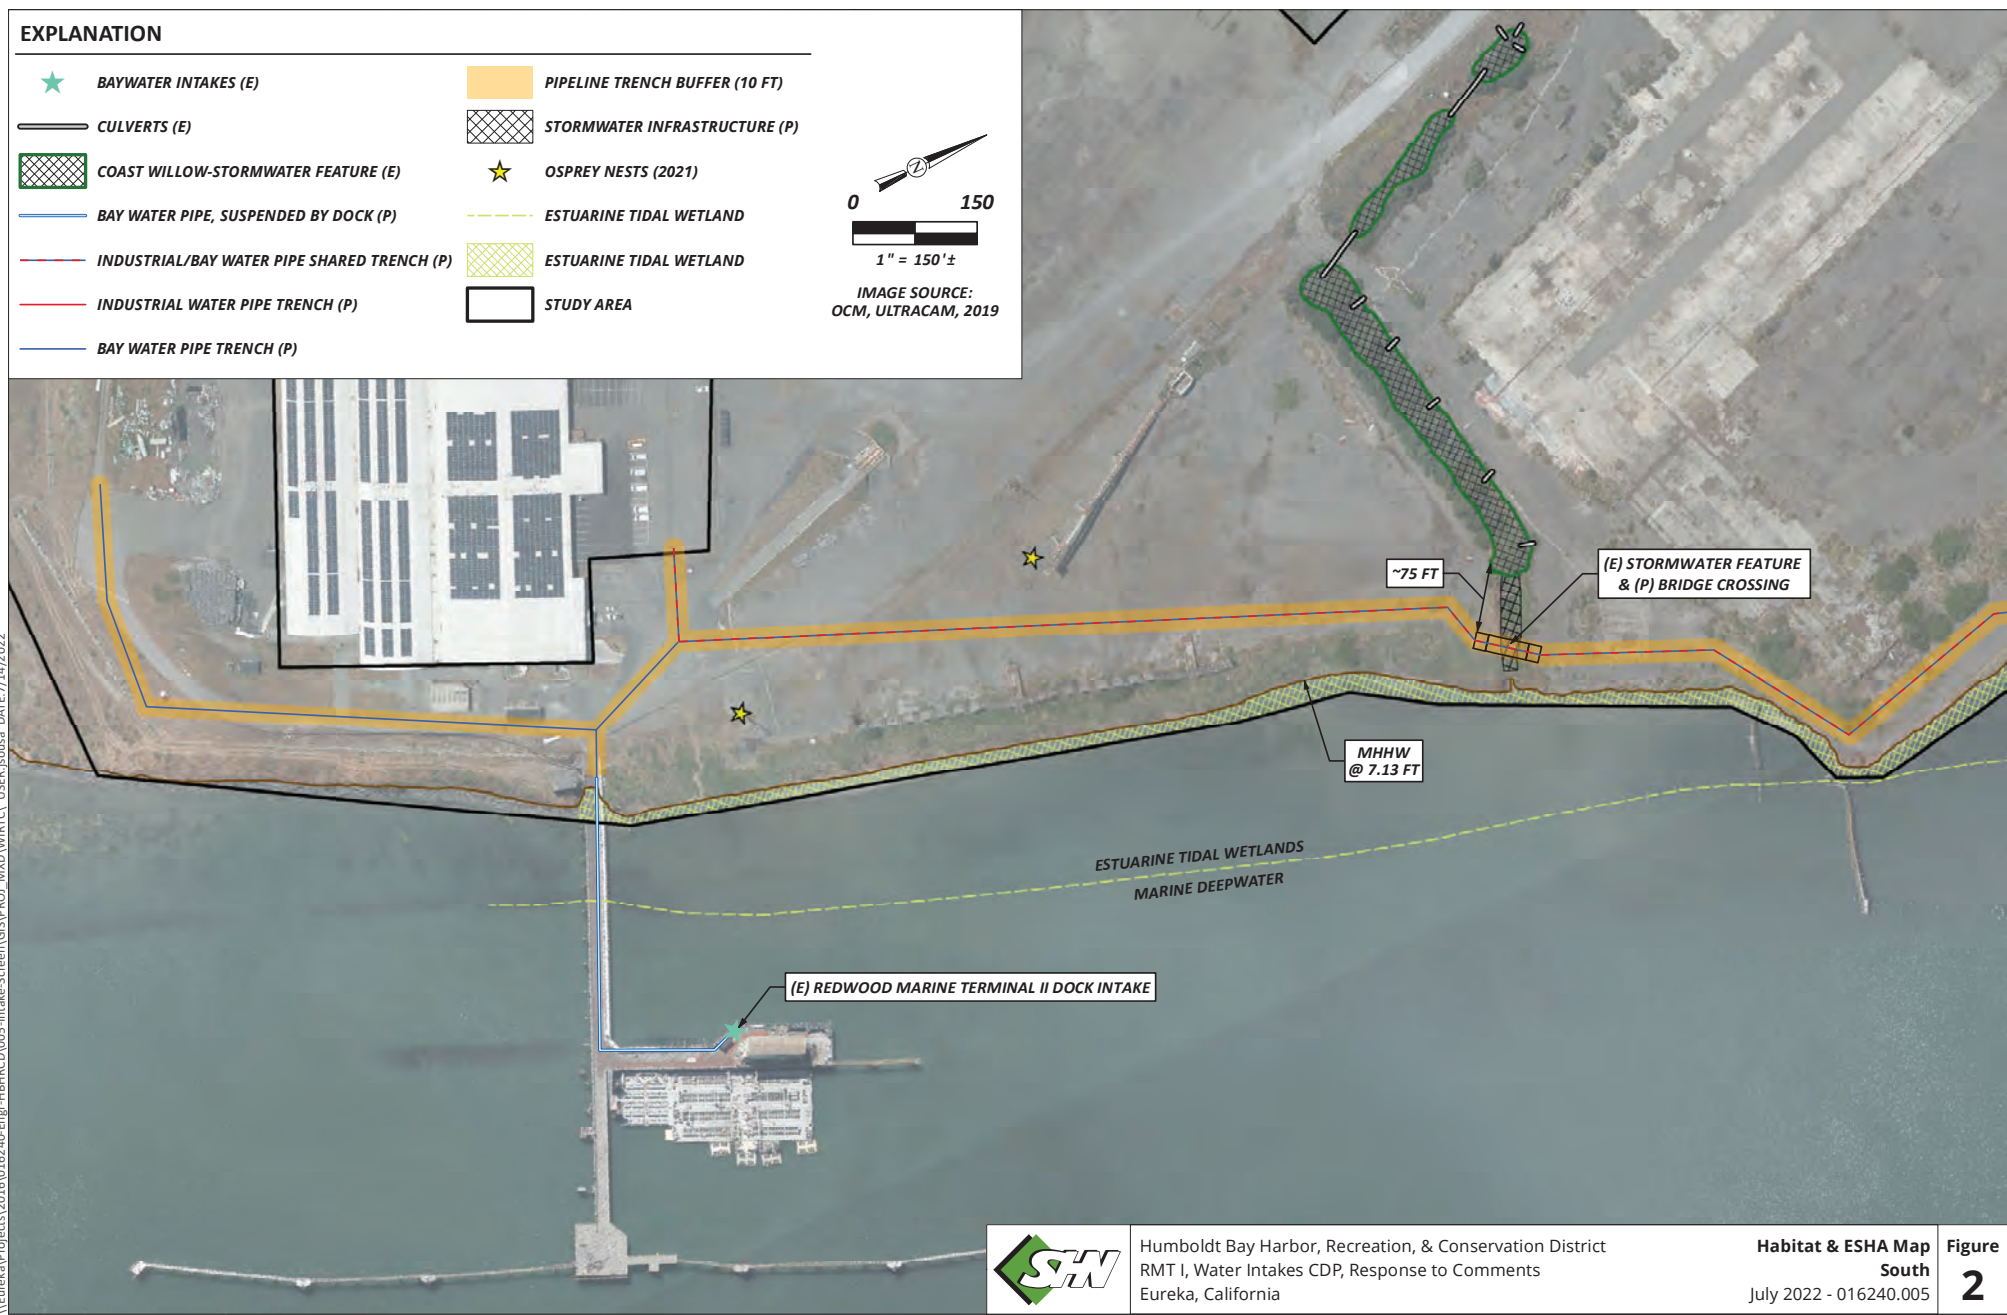 EXPLANATION
BAYWATER INTAKES (E)
CULVERTS (E)
COAST WILLOW-STORMWATER FEATURE (E)
BAY WATER PIPE, SUSPENDED BY DOCK (P)
INDUSTRIAL/BAY WATER PIPE SHARED TRENCH (P)
INDUSTRIAL WATER PIPE TRENCH (P)
BAY WATER PIPE TRENCH (P)
PIPELINE TRENCH BUFFER (10 FT)
STORMWATER INFRASTRUCTURE (P)
OSPREY NESTS (2021)
ESTUARINE TIDAL WETLAND
ESTUARINE TIDAL WETLAND
STUDY AREA
N
0 150
1" = 150'±
IMAGE SOURCE:
OCM, ULTRACAM, 2019
~75 FT
(E) STORMWATER FEATURE
& (P) BRIDGE CROSSING
MHHW
@ 7.13 FT
ESTUARINE TIDAL WETLANDS
MARINE DEEPWATER
(E) REDWOOD MARINE TERMINAL II DOCK INTAKE
SHN
Humboldt Bay Harbor, Recreation, & Conservation District
RMT I, Water Intakes CDP, Response to Comments
Eureka, California
Habitat & ESHA Map
South
July 2022 - 016240.005
Figure
2